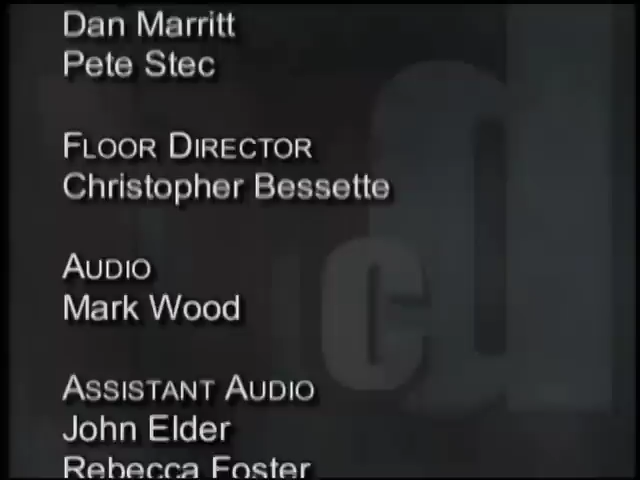 Dan Marritt
Pete Stec
FLOOR DIRECTOR
Christopher Bessette
AUDIO
Mark Wood
ASSISTANT AUDIO
John Elder
Rebecca Foster
c
d